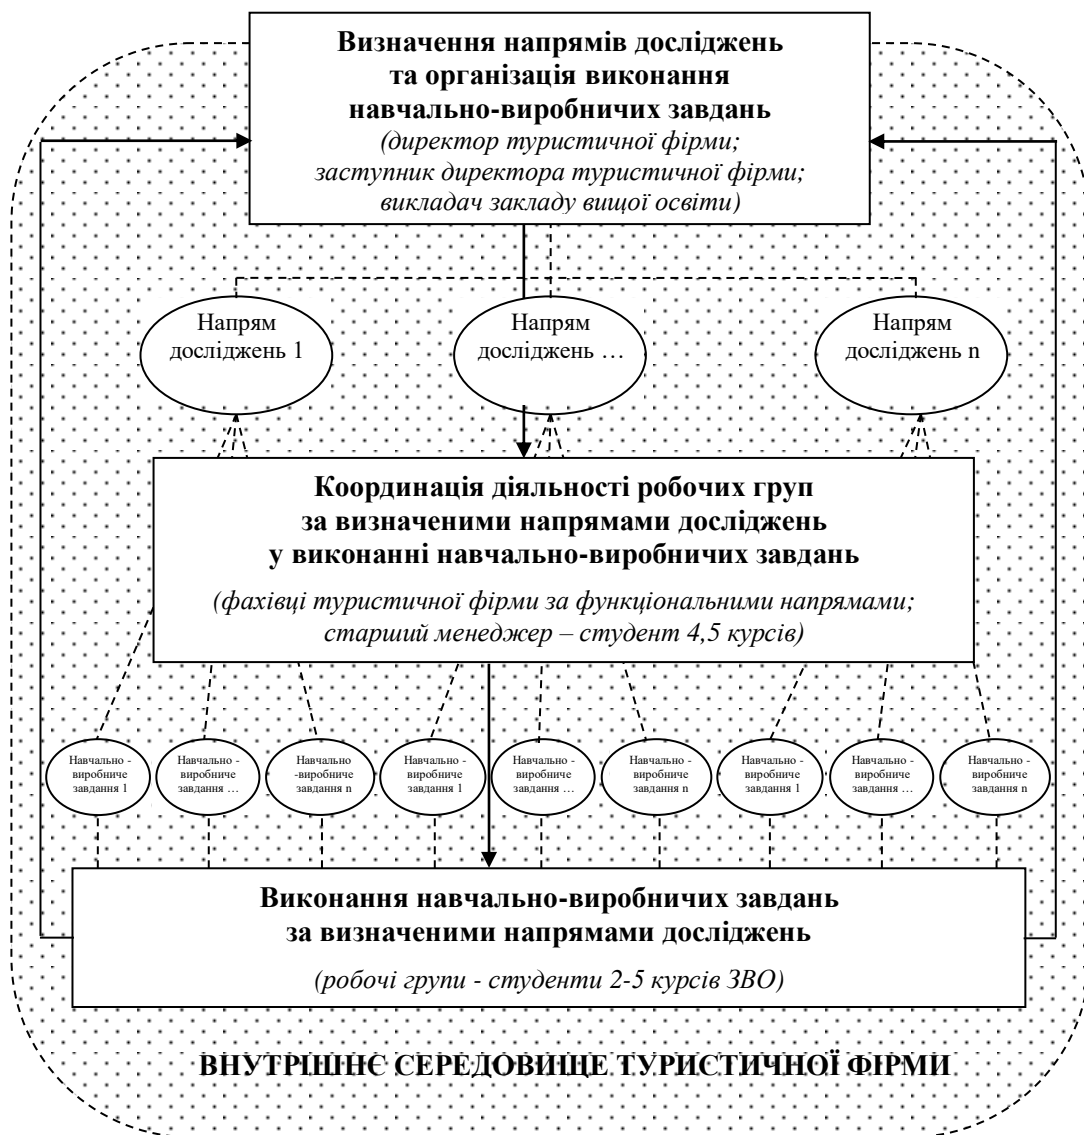 Визначення напрямів досліджень
та організація виконання
навчально-виробничих завдань
(директор туристичної фірми;
заступник директора туристичної фірми;
викладач закладу вищої освіти)
Напрям
досліджень 1
Напрям
досліджень …
Напрям
досліджень n
Координація діяльності робочих груп
за визначеними напрямами досліджень
у виконанні навчально-виробничих завдань
(фахівці туристичної фірми за функціональними напрямами;
старший менеджер – студент 4,5 курсів)
Навчально -
виробниче
завдання 1
Навчально -
виробниче
завдання …
Навчально
-виробниче
завдання n
Навчально -
виробниче
завдання 1
Навчально -
виробниче
завдання …
Навчально -
виробниче
завдання n
Навчально -
виробниче
завдання 1
Навчально -
виробниче
завдання …
Навчально -
виробниче
завдання n
Виконання навчально-виробничих завдань
за визначеними напрямами досліджень
(робочі групи - студенти 2-5 курсів ЗВО)
ВНУТРІШНЄ СЕРЕДОВИЩЕ ТУРИСТИЧНОЇ ФІРМИ